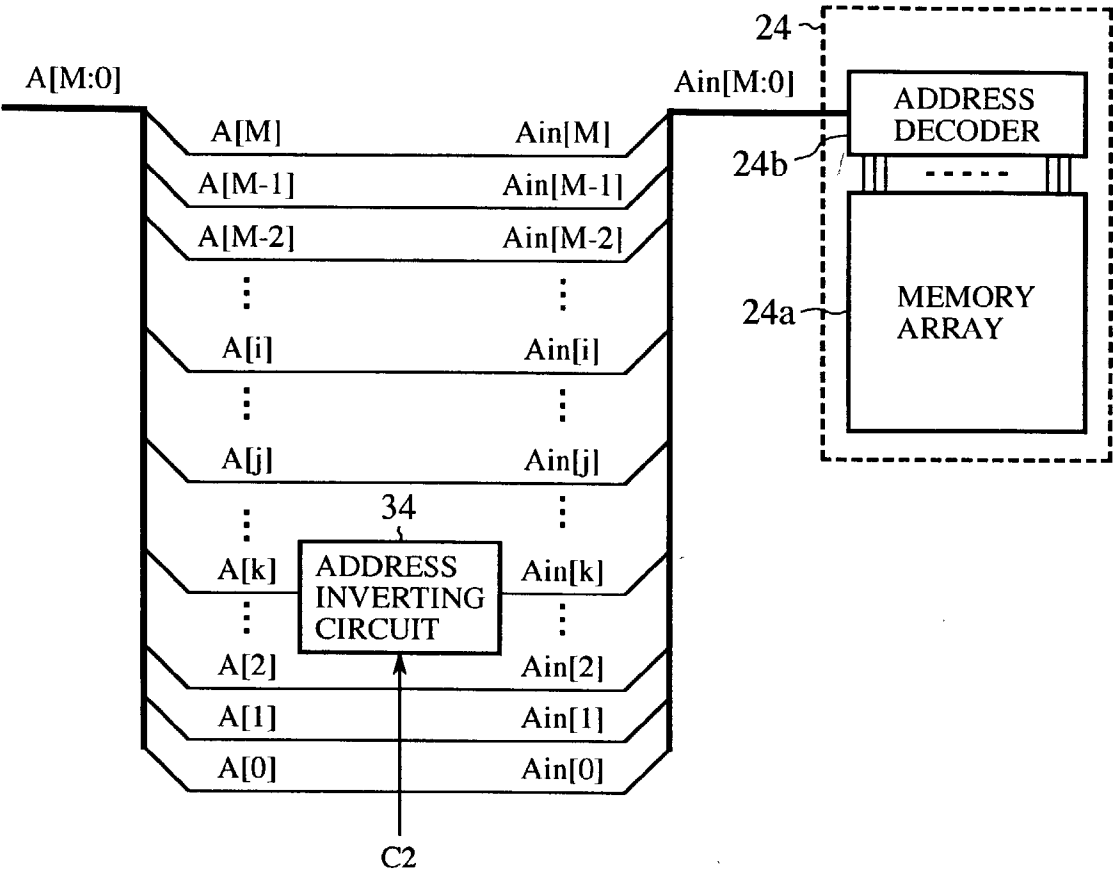 24
A[M:0]
Ain[M:0]
ADDRESS
DECODER
24b
A[M] Ain[M]
A[M-1] Ain[M-1]
A[M-2] Ain[M-2]
24a
MEMORY
ARRAY
A[i] Ain[i]
A[j] Ain[j]
34
A[k] Ain[k]
ADDRESS
INVERTING
CIRCUIT
A[2] Ain[2]
A[1] Ain[1]
A[0] Ain[0]
C2